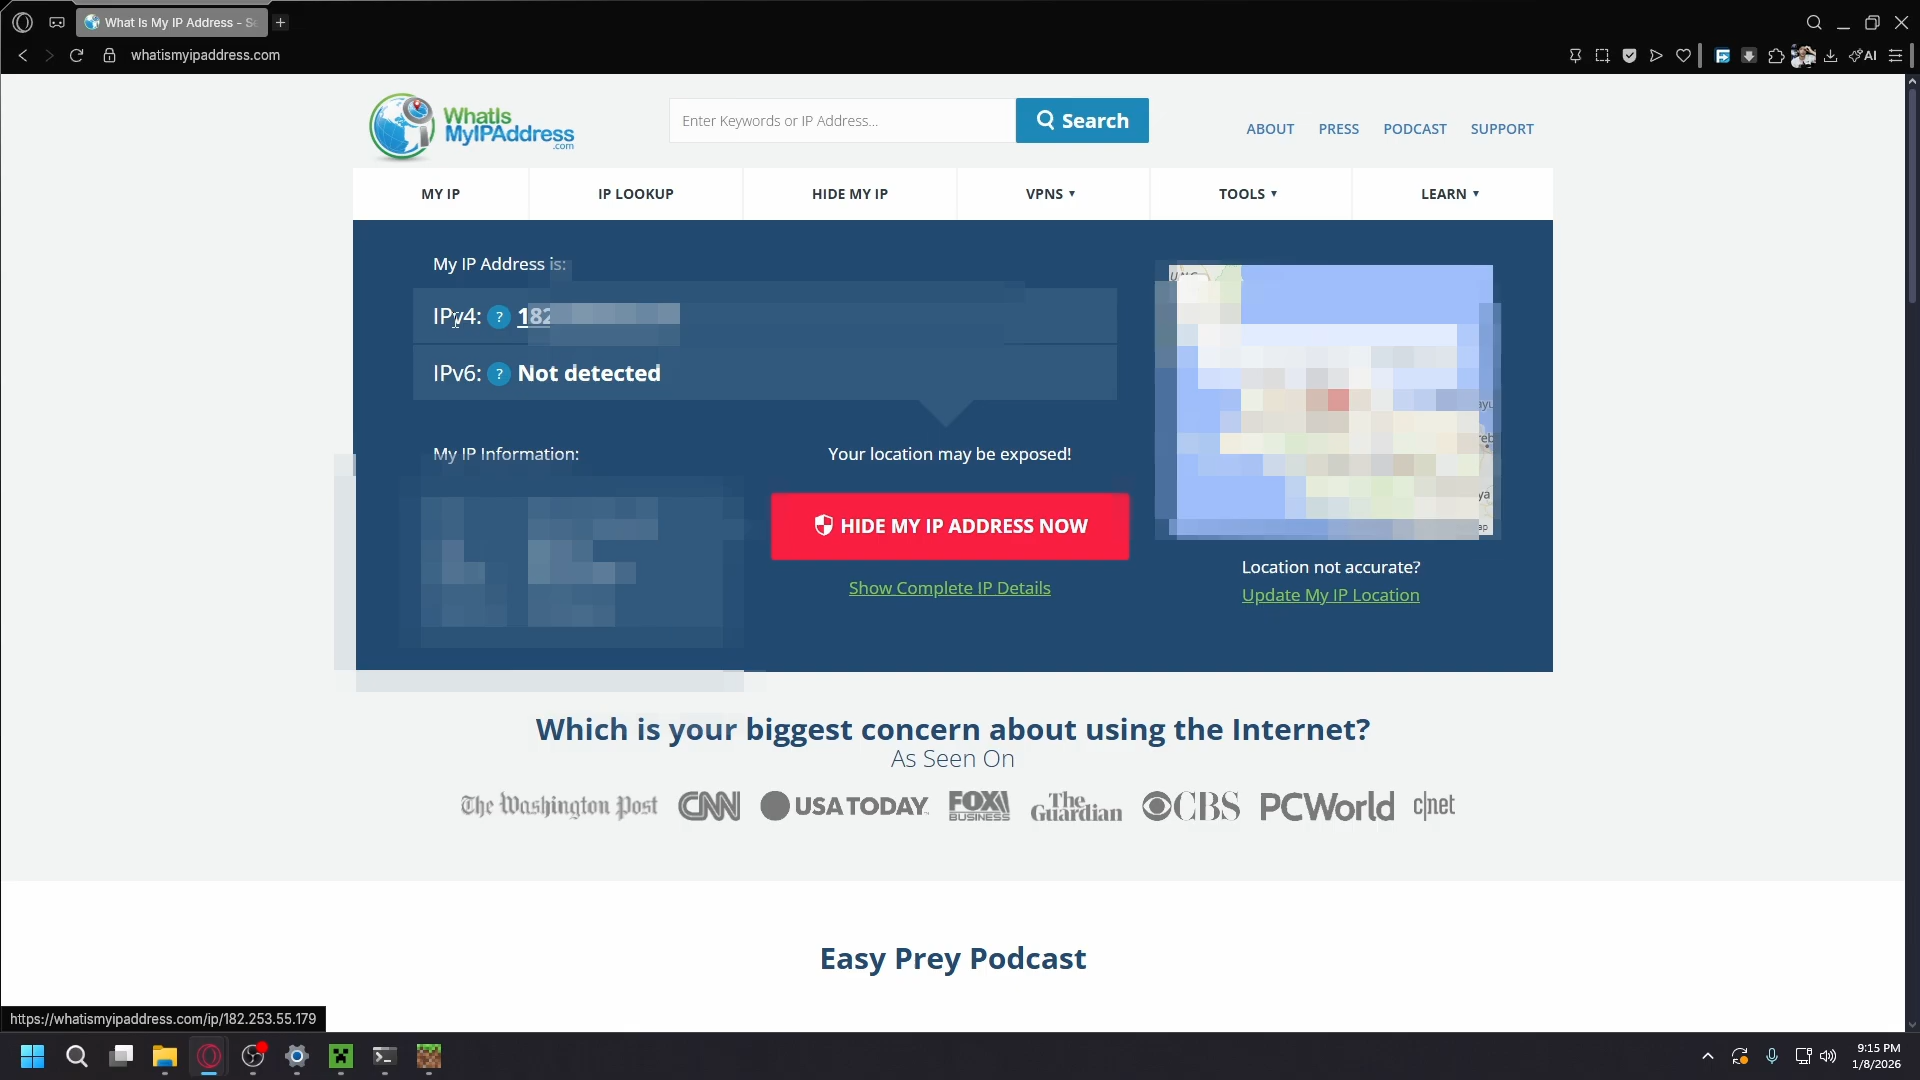 What Is My IP Address - Se
whatismyipaddress.com
AI
WhatIs
MyIPAddress
.com
Enter Keywords or IP Address...
Search
ABOUT PRESS PODCAST SUPPORT
MY IP IP LOOKUP HIDE MY IP VPNS ▾ TOOLS ▾ LEARN ▾
My IP Address is:
IPv4: ? 182
IPv6: ? Not detected
My IP Information:
Your location may be exposed!
HIDE MY IP ADDRESS NOW
Show Complete IP Details
Location not accurate?
Update My IP Location
Which is your biggest concern about using the Internet?
As Seen On
The Washington Post CNN USA TODAY FOX BUSINESS The Guardian CBS PCWorld c|net
Easy Prey Podcast
https://whatismyipaddress.com/ip/182.253.55.179
9:15 PM
1/8/2026